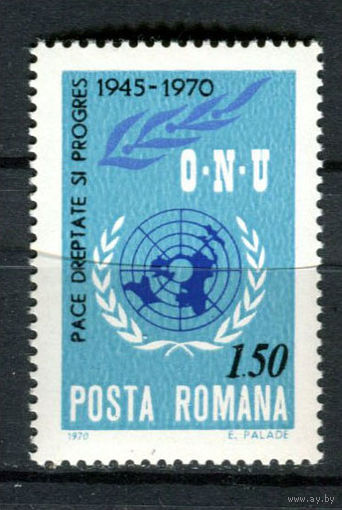 1945-1970
PACE DREPTATE SI PROGRES
O·N·U
1.50
POSTA ROMANA
1970
E. PALADE
www.ay.by